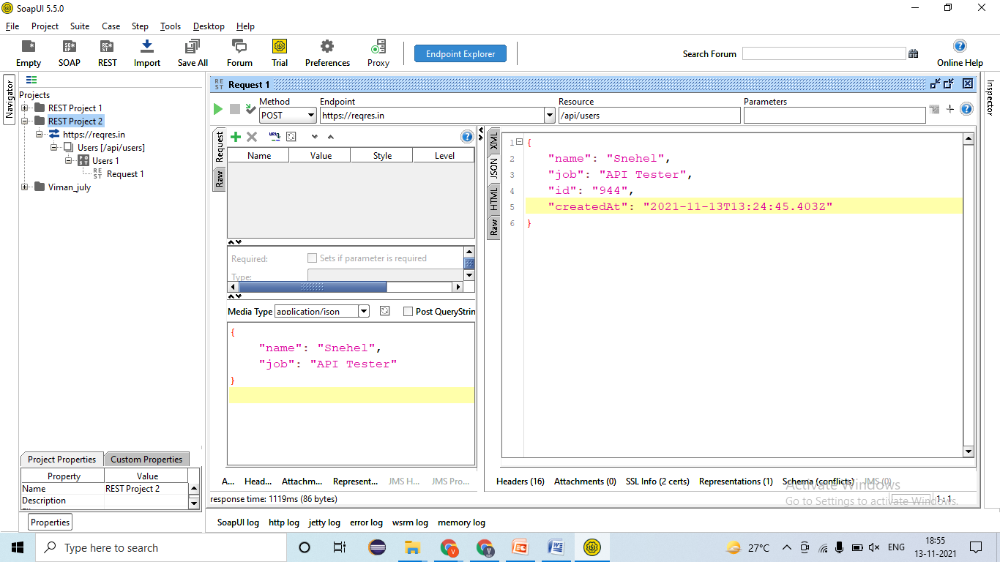 SoapUI 5.5.0
File Project Suite Case Step Tools Desktop Help
Empty SOAP REST Import Save All Forum Trial Preferences Proxy Endpoint Explorer Search Forum Online Help
Navigator
Projects
REST Project 1
REST Project 2
https://reqres.in
Users [/api/users]
Users 1
Request 1
Viman_july
Project Properties Custom Properties
Property Value
Name REST Project 2
Description
Properties
REST Request 1
Method Endpoint Resource Parameters
POST https://reqres.in /api/users
Request
Raw
Name Value Style Level
Required: Sets if parameter is required
Type:
Media Type application/json Post QueryStrin
{
"name": "Snehel",
"job": "API Tester"
}
A... Head... Attachm... Represent... JMS H... JMS Pro...
XML
JSON
HTML
Raw
1 {
2 "name": "Snehel",
3 "job": "API Tester",
4 "id": "944",
5 "createdAt": "2021-11-13T13:24:45.403Z"
6 }
Headers (16) Attachments (0) SSL Info (2 certs) Representations (1) Schema (conflicts) JMS (0)
response time: 1119ms (86 bytes) 1 : 1
Activate Windows
Go to Settings to activate Windows.
Inspector
SoapUI log http log jetty log error log wsrm log memory log
Type here to search 27°C ENG 18:55
13-11-2021